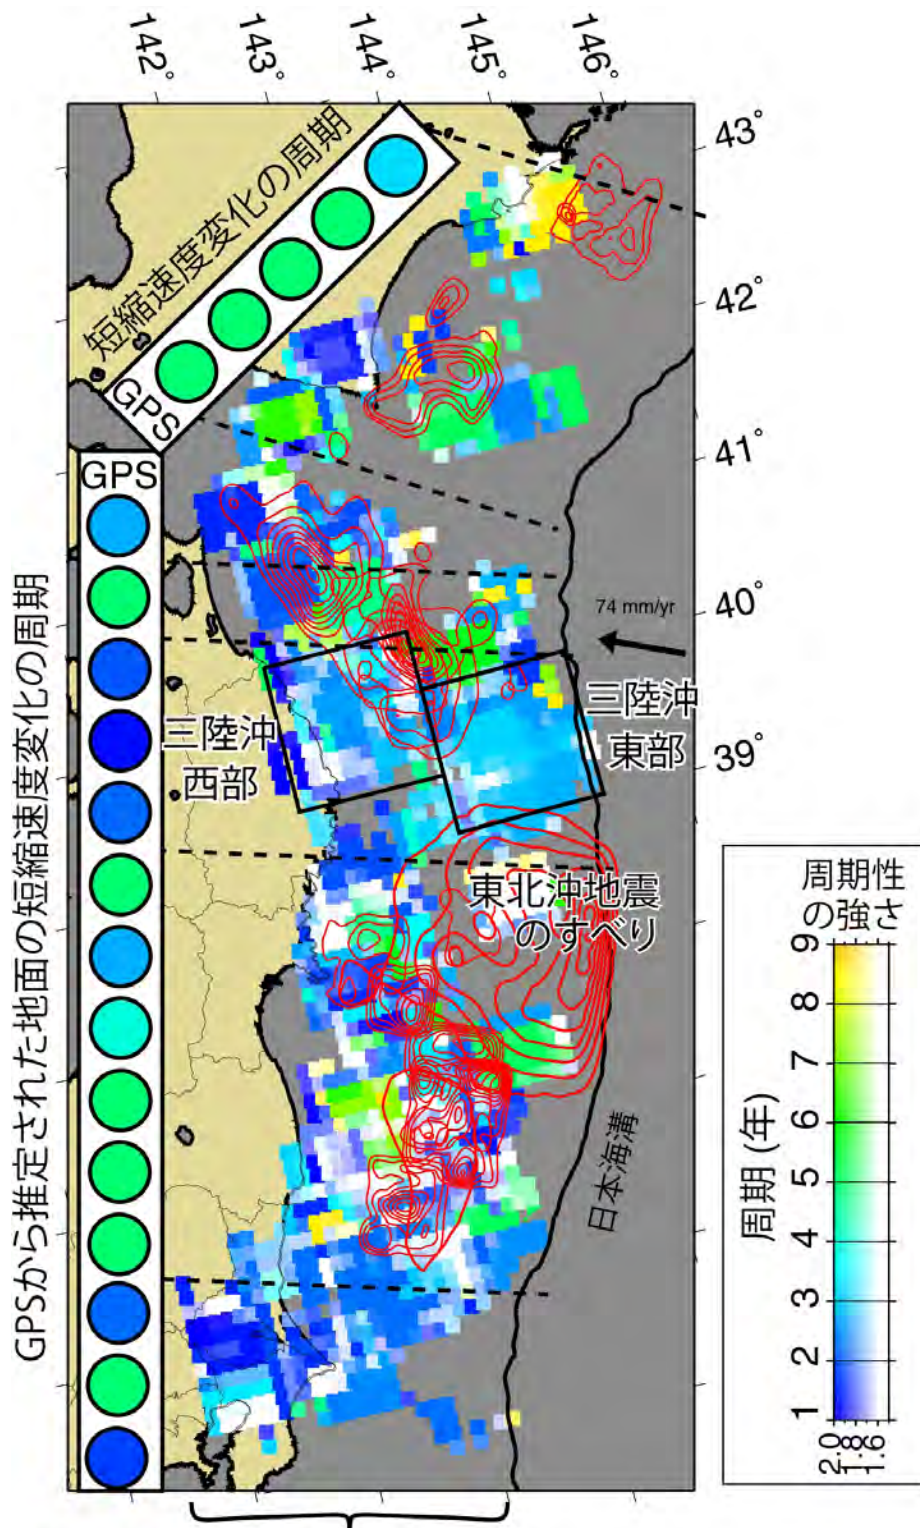 142°
143°
144°
145°
146°
43°
42°
41°
40°
39°
短縮速度変化の周期
GPS
GPS
GPSから推定された地面の短縮速度変化の周期
74 mm/yr
三陸沖
西部
三陸沖
東部
東北沖地震
のすべり
日本海溝
周期性
の強さ
周期 (年)
1 2 3 4 5 6 7 8 9
2.0
1.8
1.6